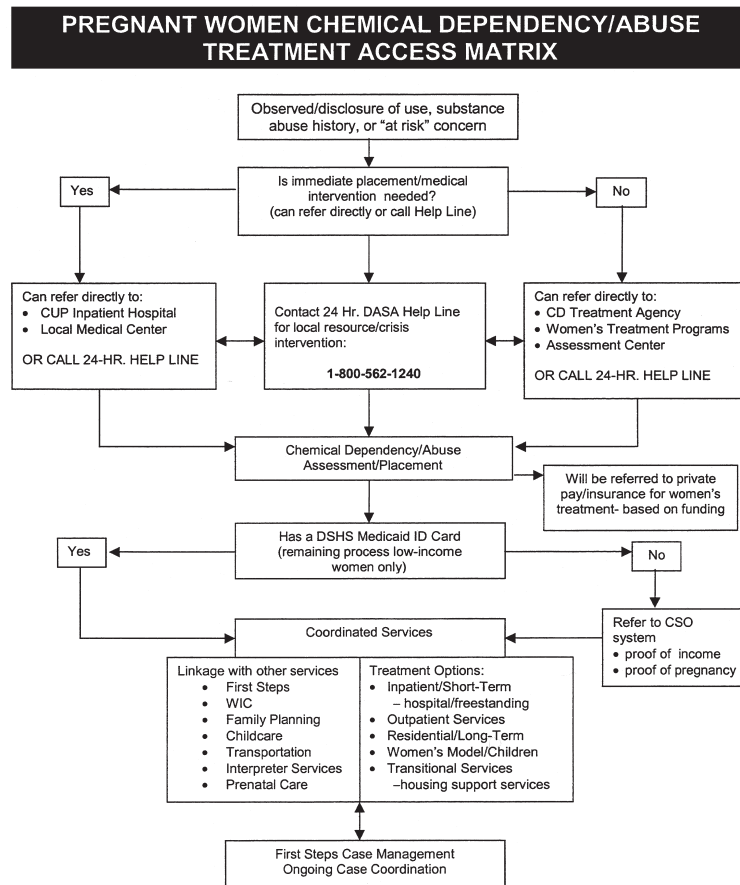 PREGNANT WOMEN CHEMICAL DEPENDENCY/ABUSE
TREATMENT ACCESS MATRIX
Observed/disclosure of use, substance
abuse history, or "at risk" concern
Yes
Is immediate placement/medical
intervention needed?
(can refer directly or call Help Line)
No
Can refer directly to:
• CUP Inpatient Hospital
• Local Medical Center
OR CALL 24-HR. HELP LINE
Contact 24 Hr. DASA Help Line
for local resource/crisis
intervention:
1-800-562-1240
Can refer directly to:
• CD Treatment Agency
• Women's Treatment Programs
• Assessment Center
OR CALL 24-HR. HELP LINE
Chemical Dependency/Abuse
Assessment/Placement
Will be referred to private
pay/insurance for women's
treatment- based on funding
Yes
Has a DSHS Medicaid ID Card
(remaining process low-income
women only)
No
Refer to CSO
system
• proof of income
• proof of pregnancy
Coordinated Services
Linkage with other services
• First Steps
• WIC
• Family Planning
• Childcare
• Transportation
• Interpreter Services
• Prenatal Care
Treatment Options:
• Inpatient/Short-Term
– hospital/freestanding
• Outpatient Services
• Residential/Long-Term
• Women's Model/Children
• Transitional Services
–housing support services
First Steps Case Management
Ongoing Case Coordination